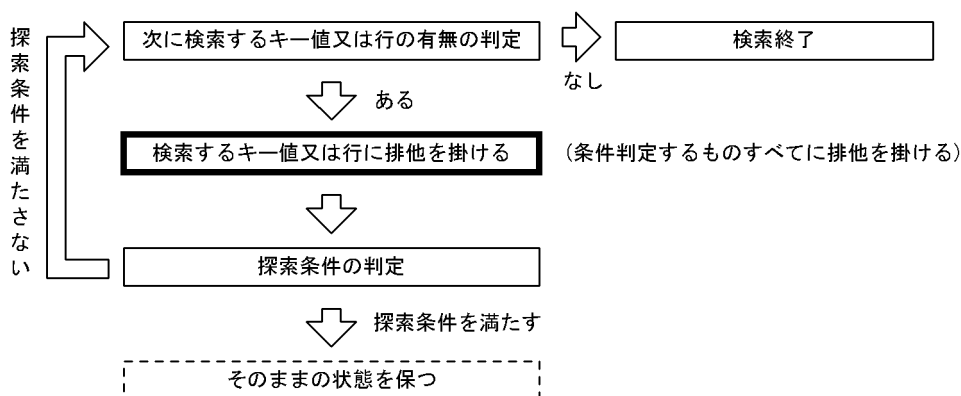 次に検索するキー値又は行の有無の判定
検索終了
なし
ある
検索するキー値又は行に排他を掛ける
（条件判定するものすべてに排他を掛ける）
探索条件の判定
探索条件を満たさない
探索条件を満たす
そのままの状態を保つ